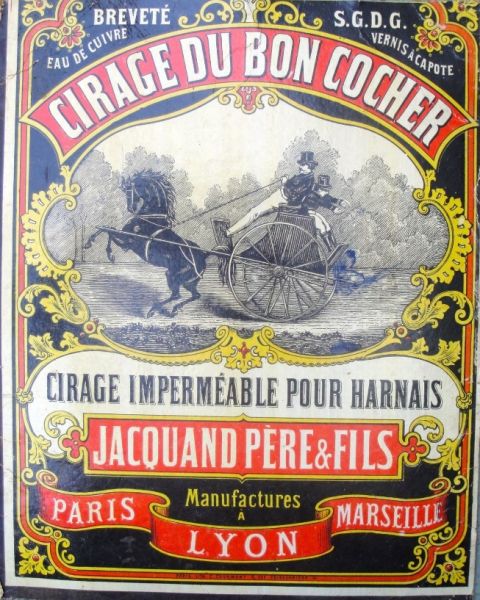 BREVETÉ S.G.D.G.
EAU DE CUIVRE VERNIS À CAPOTE
CIRAGE DU BON COCHER
CIRAGE IMPERMÉABLE POUR HARNAIS
JACQUAND PÈRE & FILS
Manufactures
À
PARIS LYON MARSEILLE